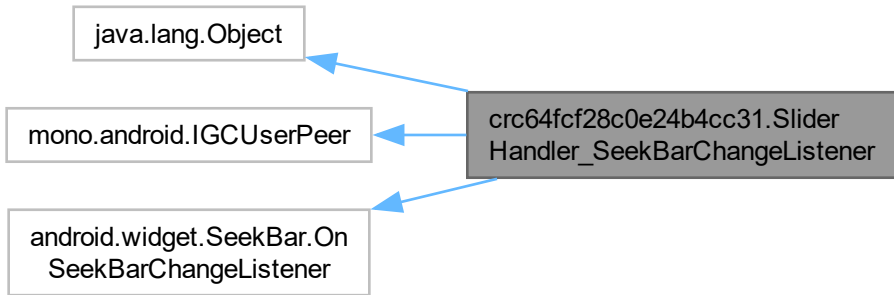 java.lang.Object
mono.android.IGCUserPeer
android.widget.SeekBar.On
SeekBarChangeListener
crc64fcf28c0e24b4cc31.Slider
Handler_SeekBarChangeListener